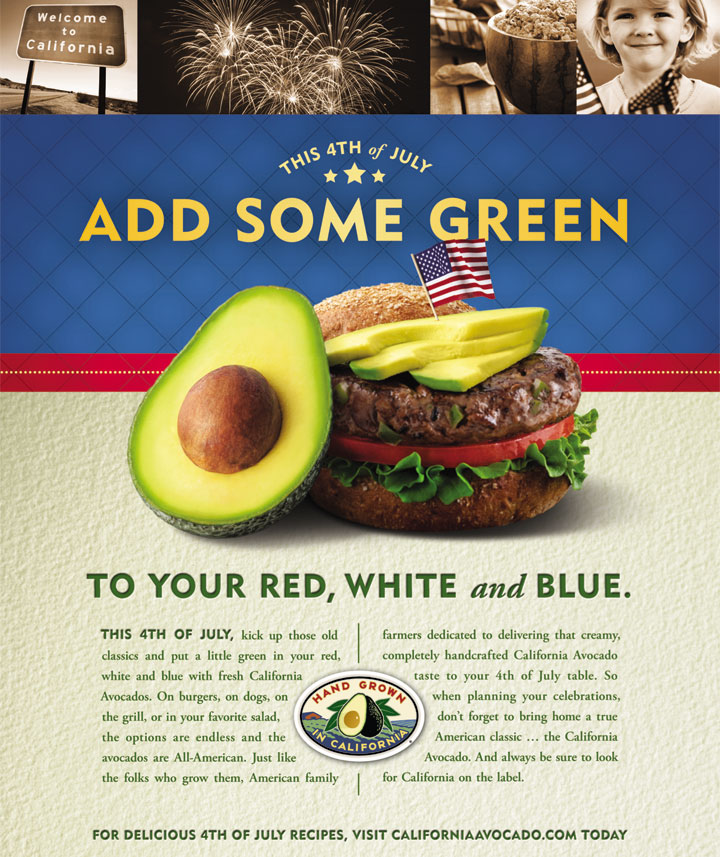 Welcome
to
California
THIS 4TH of JULY
ADD SOME GREEN
TO YOUR RED, WHITE and BLUE.
THIS 4TH OF JULY, kick up those old
classics and put a little green in your red,
white and blue with fresh California
Avocados. On burgers, on dogs, on
the grill, or in your favorite salad,
the options are endless and the
avocados are All-American. Just like
the folks who grow them, American family
farmers dedicated to delivering that creamy,
completely handcrafted California Avocado
taste to your 4th of July table. So
when planning your celebrations,
don't forget to bring home a true
American classic … the California
Avocado. And always be sure to look
for California on the label.
HAND GROWN
IN CALIFORNIA
FOR DELICIOUS 4TH OF JULY RECIPES, VISIT CALIFORNIAAVOCADO.COM TODAY